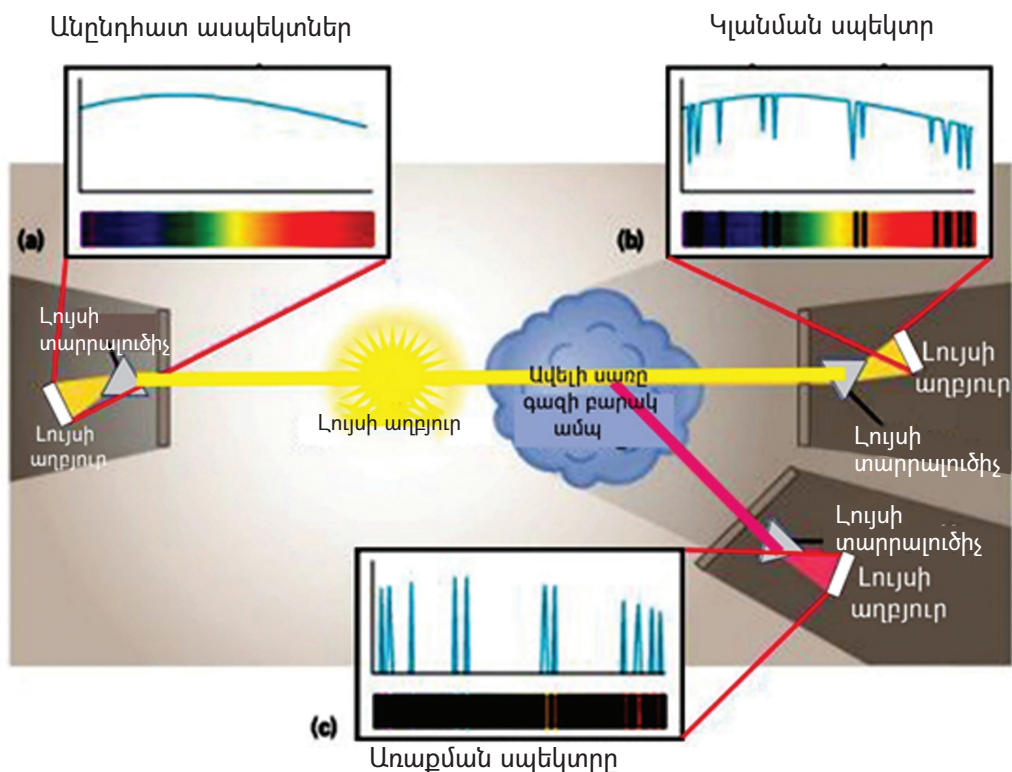 Անընդհատ ասպեկտներ
Կլանման սպեկտր
(a)
(b)
Լույսի
տարրալուծիչ
Լույսի
աղբյուր
Լույսի աղբյուր
Ավելի սառը
գազի բարակ
ամպ
Լույսի
աղբյուր
Լույսի
տարրալուծիչ
Լույսի
տարրալուծիչ
Լույսի
աղբյուր
(c)
Առաքման սպեկտրր